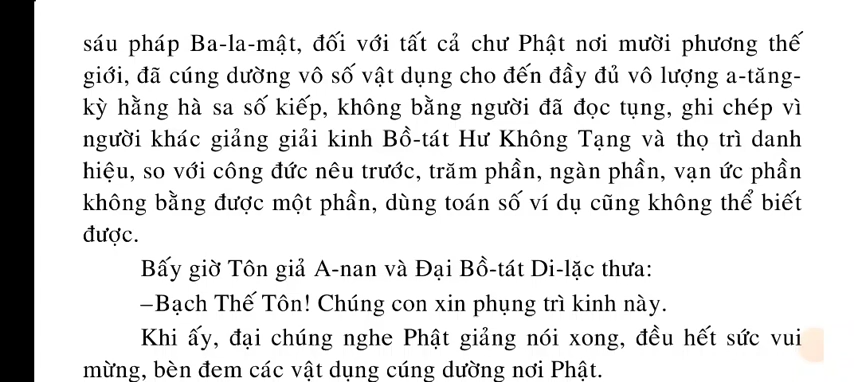 sáu pháp Ba-la-mật, đối với tất cả chư Phật nơi mười phương thế
giới, đã cúng dường vô số vật dụng cho đến đầy đủ vô lượng a-tăng-
kỳ hằng hà sa số kiếp, không bằng người đã đọc tụng, ghi chép vì
người khác giảng giải kinh Bồ-tát Hư Không Tạng và thọ trì danh
hiệu, so với công đức nêu trước, trăm phần, ngàn phần, vạn ức phần
không bằng được một phần, dùng toán số ví dụ cũng không thể biết
được.
Bấy giờ Tôn giả A-nan và Đại Bồ-tát Di-lặc thưa:
–Bạch Thế Tôn! Chúng con xin phụng trì kinh này.
Khi ấy, đại chúng nghe Phật giảng nói xong, đều hết sức vui
mừng, bèn đem các vật dụng cúng dường nơi Phật.